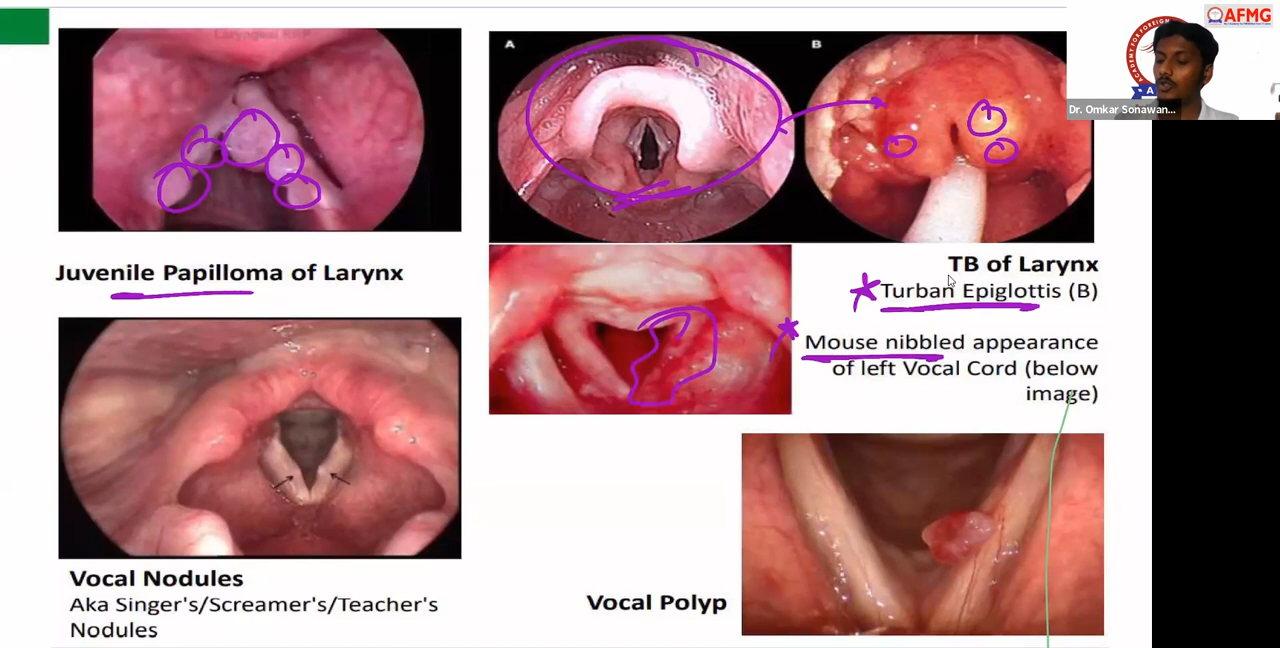 Juvenile Papilloma of Larynx
A
B
TB of Larynx
Turban Epiglottis (B)
Mouse nibbled appearance
of left Vocal Cord (below
image)
Vocal Nodules
Aka Singer's/Screamer's/Teacher's
Nodules
Vocal Polyp
AFMG
Dr. Omkar Sonawan...